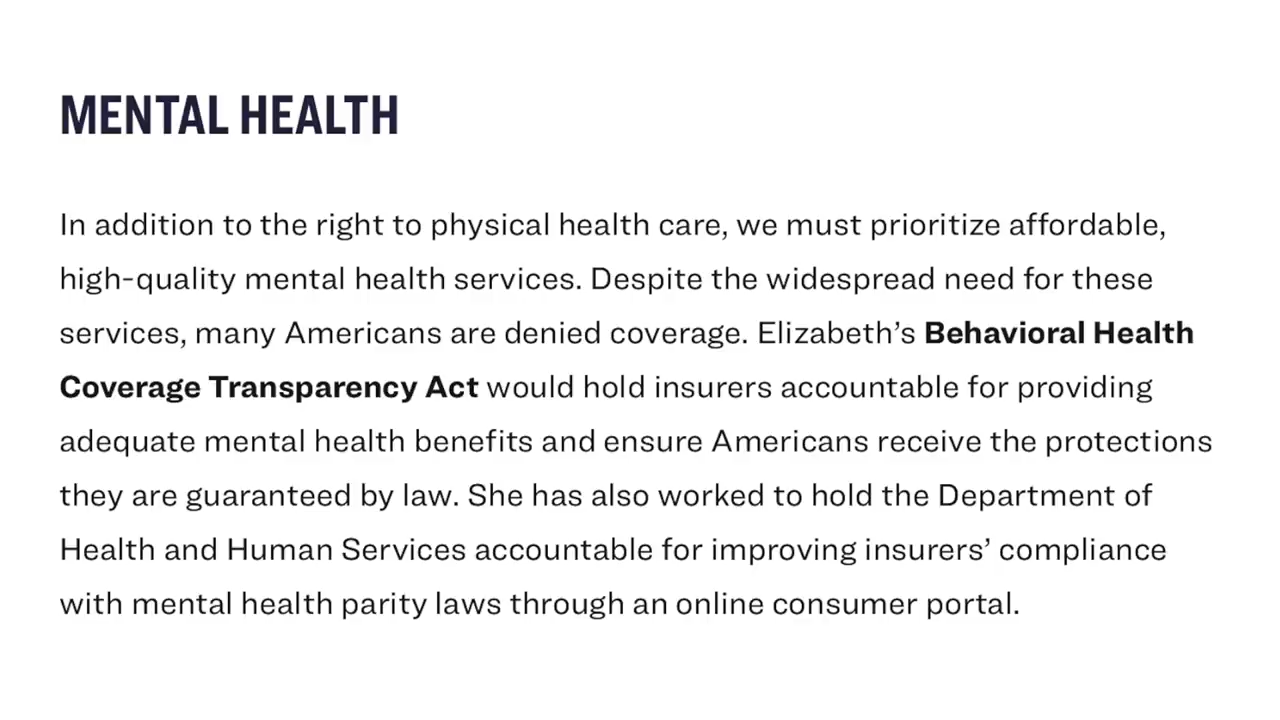 MENTAL HEALTH
In addition to the right to physical health care, we must prioritize affordable,
high-quality mental health services. Despite the widespread need for these
services, many Americans are denied coverage. Elizabeth’s Behavioral Health
Coverage Transparency Act would hold insurers accountable for providing
adequate mental health benefits and ensure Americans receive the protections
they are guaranteed by law. She has also worked to hold the Department of
Health and Human Services accountable for improving insurers’ compliance
with mental health parity laws through an online consumer portal.